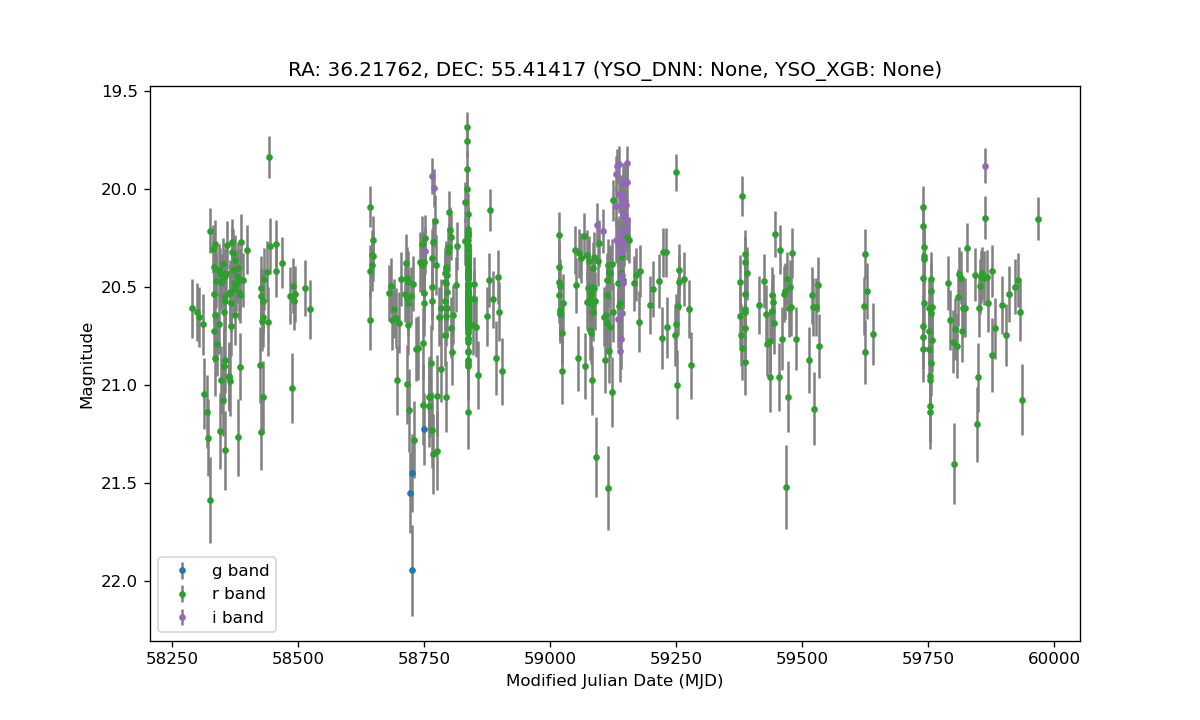 RA: 36.21762, DEC: 55.41417 (YSO_DNN: None, YSO_XGB: None)
19.5
20.0
20.5
21.0
21.5
22.0
Magnitude
g band
r band
i band
58250 58500 58750 59000 59250 59500 59750 60000
Modified Julian Date (MJD)